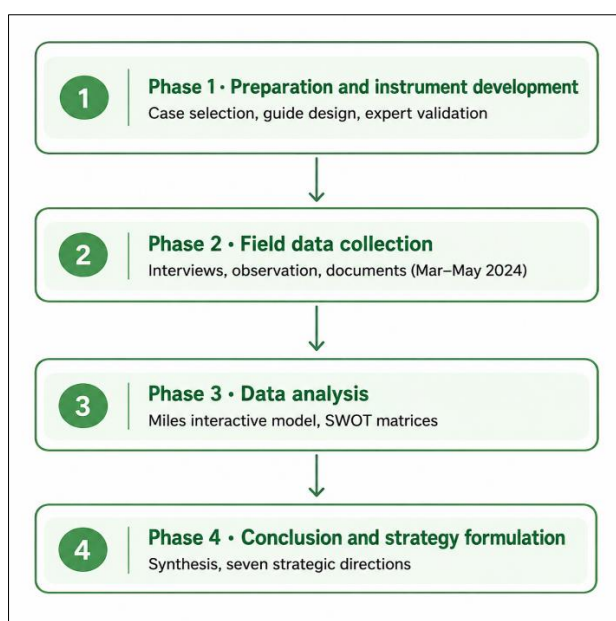 1
Phase 1 · Preparation and instrument development
Case selection, guide design, expert validation
2
Phase 2 · Field data collection
Interviews, observation, documents (Mar–May 2024)
3
Phase 3 · Data analysis
Miles interactive model, SWOT matrices
4
Phase 4 · Conclusion and strategy formulation
Synthesis, seven strategic directions